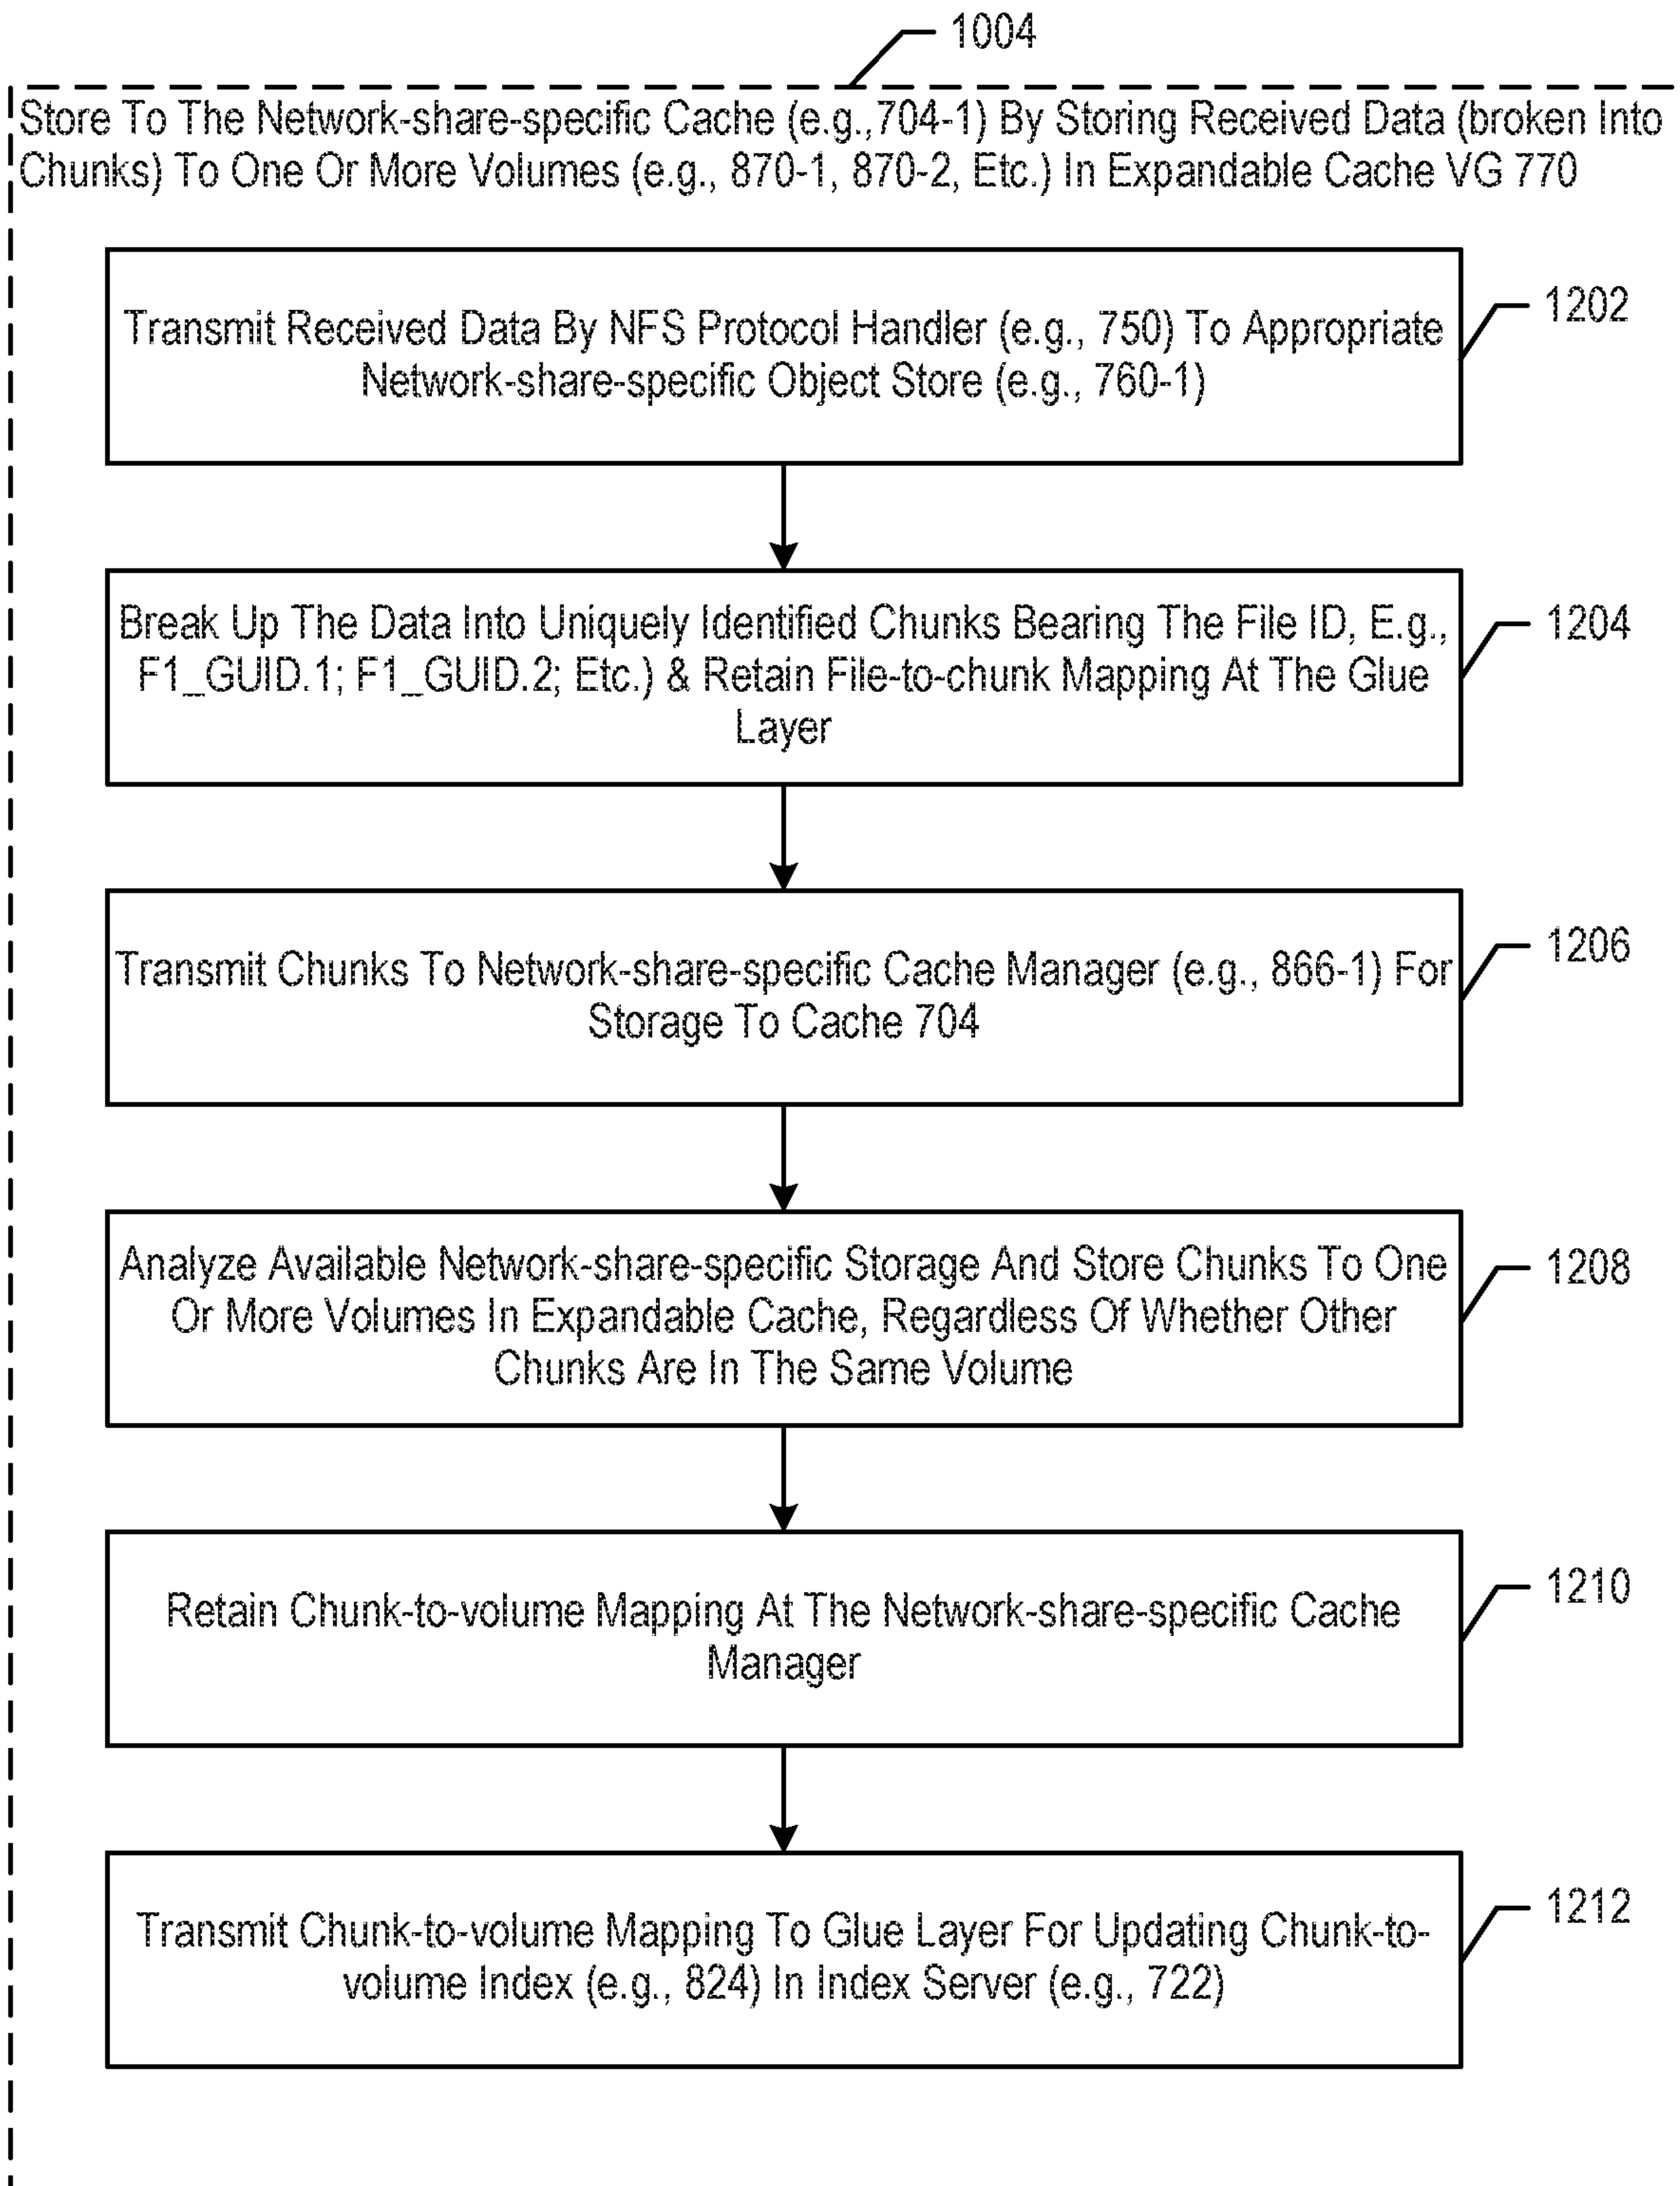 1004
Store To The Network-share-specific Cache (e.g.,704-1) By Storing Received Data (broken Into
Chunks) To One Or More Volumes (e.g., 870-1, 870-2, Etc.) In Expandable Cache VG 770
1202
Transmit Received Data By NFS Protocol Handler (e.g., 750) To Appropriate
Network-share-specific Object Store (e.g., 760-1)
1204
Break Up The Data Into Uniquely Identified Chunks Bearing The File ID, E.g.,
F1_GUID.1; F1_GUID.2; Etc.) & Retain File-to-chunk Mapping At The Glue
Layer
1206
Transmit Chunks To Network-share-specific Cache Manager (e.g., 866-1) For
Storage To Cache 704
1208
Analyze Available Network-share-specific Storage And Store Chunks To One
Or More Volumes In Expandable Cache, Regardless Of Whether Other
Chunks Are In The Same Volume
1210
Retain Chunk-to-volume Mapping At The Network-share-specific Cache
Manager
1212
Transmit Chunk-to-volume Mapping To Glue Layer For Updating Chunk-to-
volume Index (e.g., 824) In Index Server (e.g., 722)